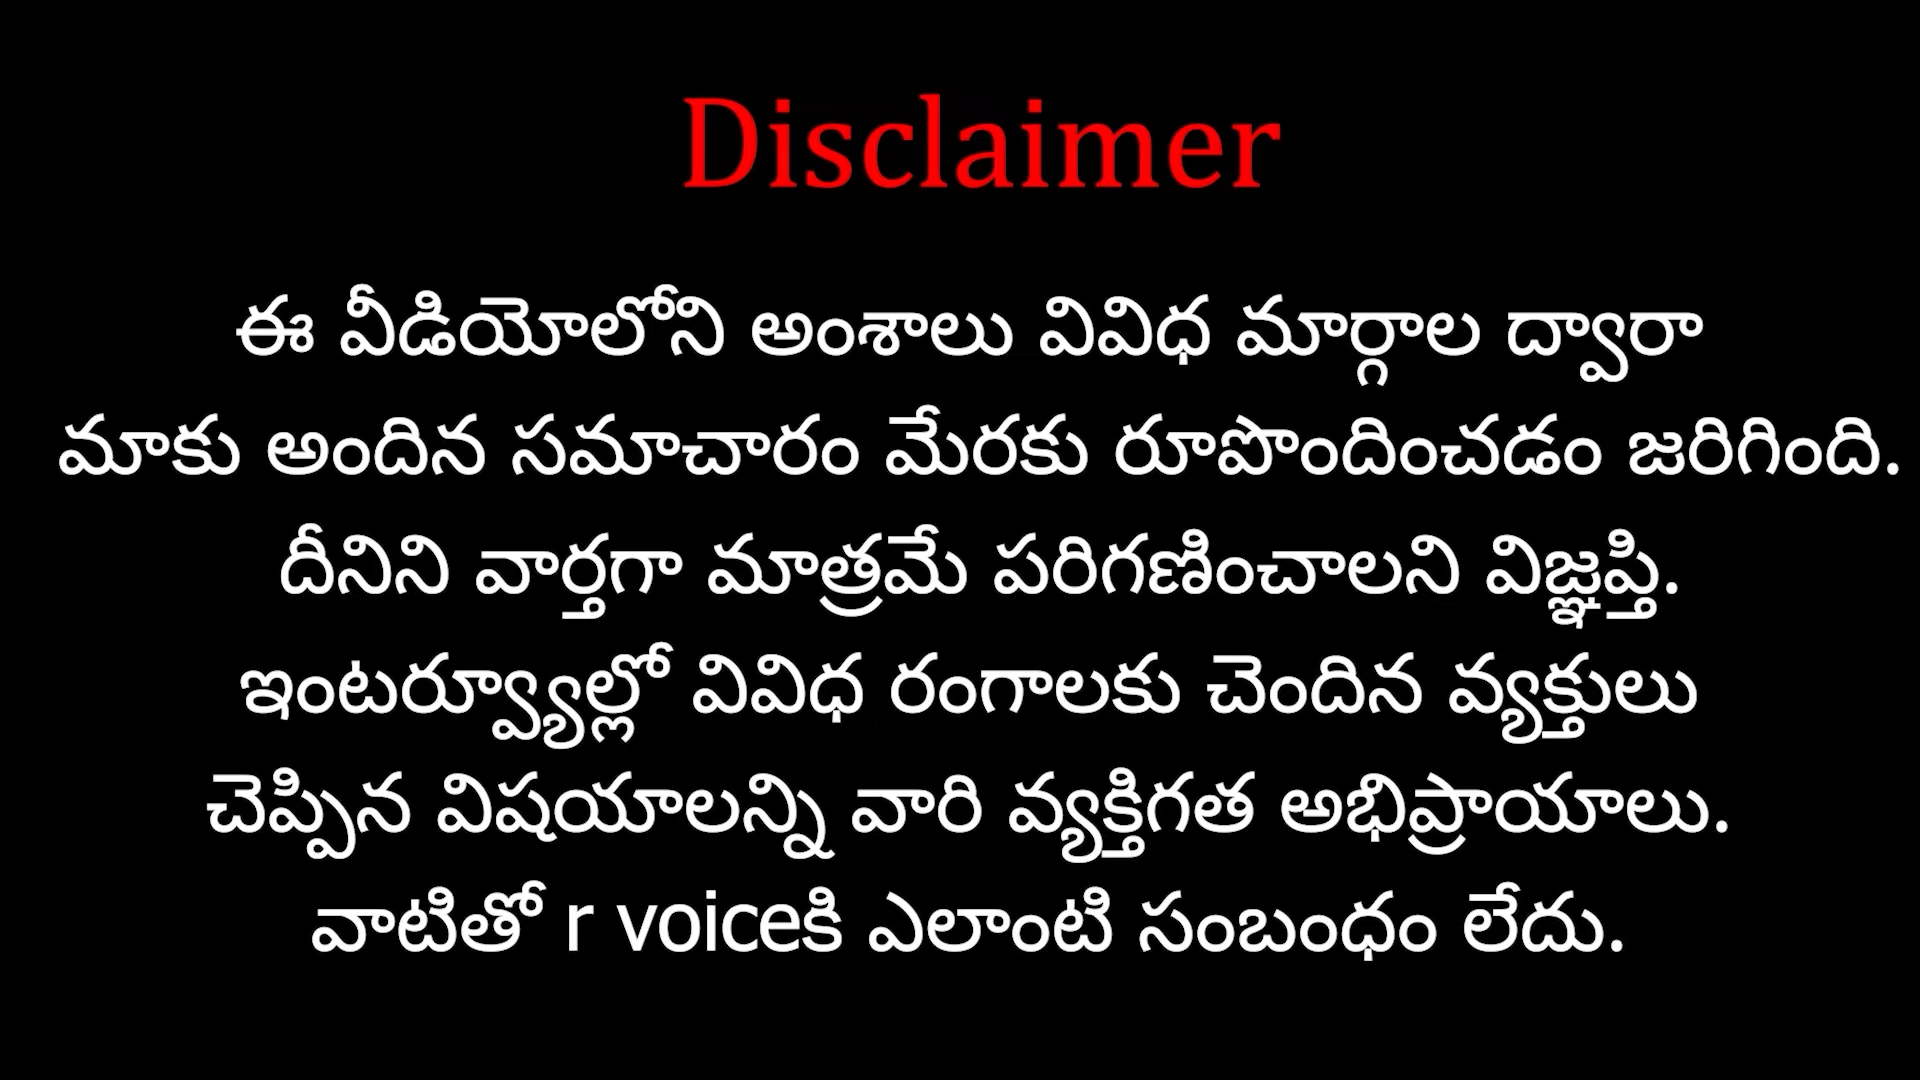 Disclaimer
ఈ వీడియోలోని అంశాలు వివిధ మార్గాల ద్వారా
మాకు అందిన సమాచారం మేరకు రూపొందించడం జరిగింది.
దీనిని వార్తగా మాత్రమే పరిగణించాలని విజ్ఞప్తి.
ఇంటర్వ్యూల్లో వివిధ రంగాలకు చెందిన వ్యక్తులు
చెప్పిన విషయాలన్ని వారి వ్యక్తిగత అభిప్రాయాలు.
వాటితో r voiceకి ఎలాంటి సంబంధం లేదు.